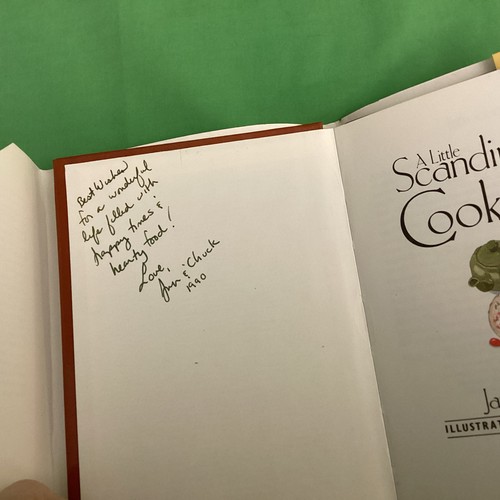 Best Wishes
for a wonderful
life filled with
happy times &
hearty food!
Love,
& Chuck
1990
A Little
Scandin
Cook
Ja
ILLUSTRAT